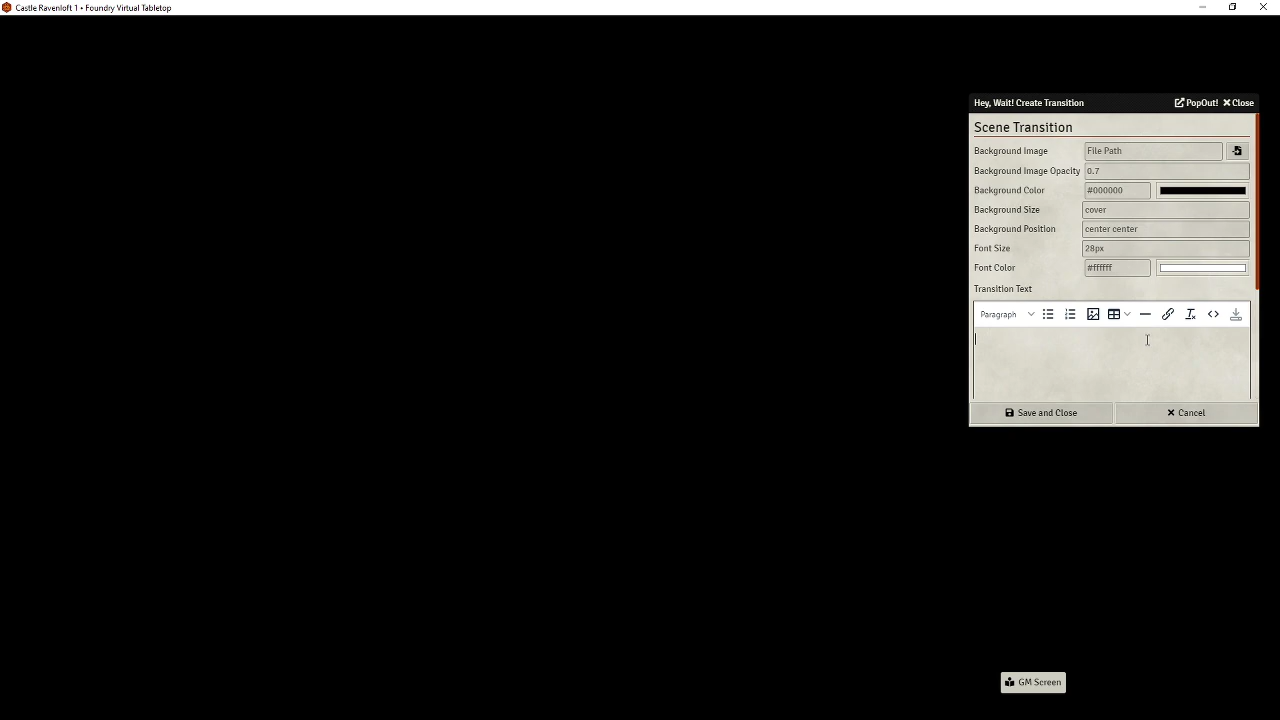 Castle Ravenloft 1 • Foundry Virtual Tabletop
Hey, Wait! Create Transition PopOut! Close
Scene Transition
Background Image File Path
Background Image Opacity 0.7
Background Color #000000
Background Size cover
Background Position center center
Font Size 28px
Font Color #ffffff
Transition Text
Paragraph
Save and Close Cancel
GM Screen